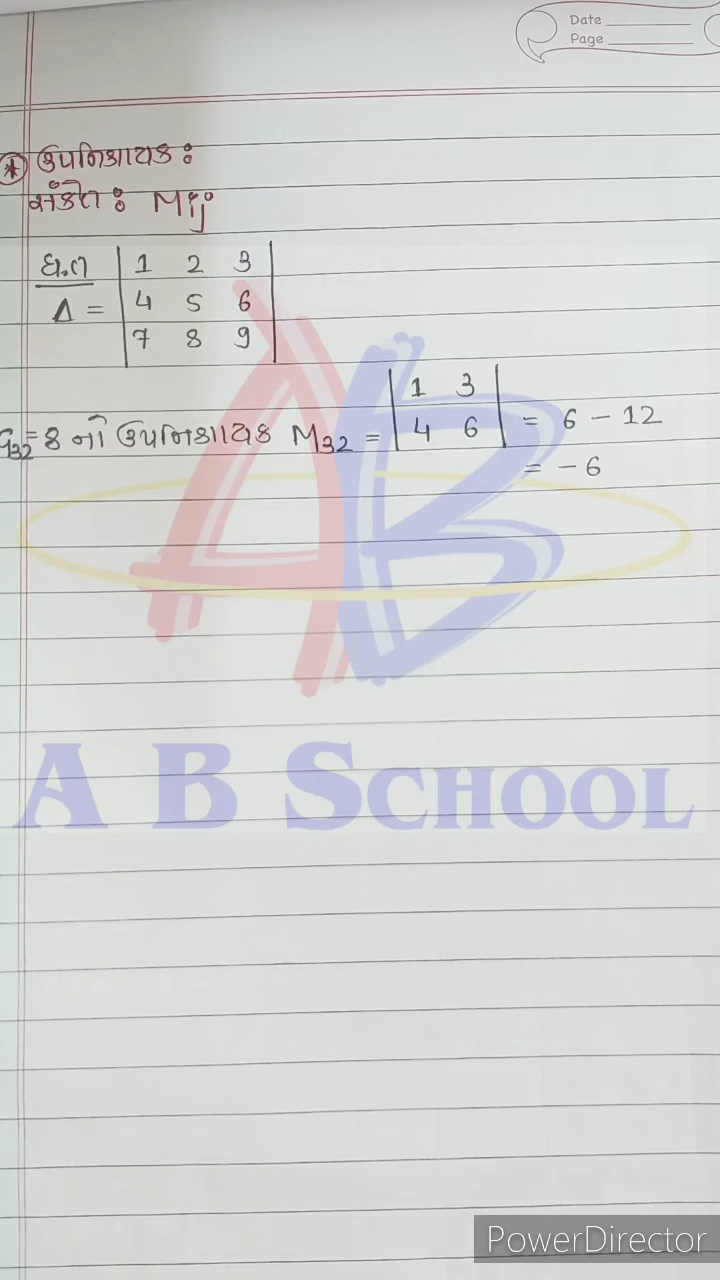 Date
Page
* ઉપનિશ્ચાયક :
સંકેત : Mij
દા.ત
Δ = | 1 2 3 |
| 4 5 6 |
| 7 8 9 |
a32 = 8 નો ઉપનિશ્ચાયક M32 = | 1 3 |
| 4 6 | = 6 - 12
= - 6
AB
A B SCHOOL
PowerDirector